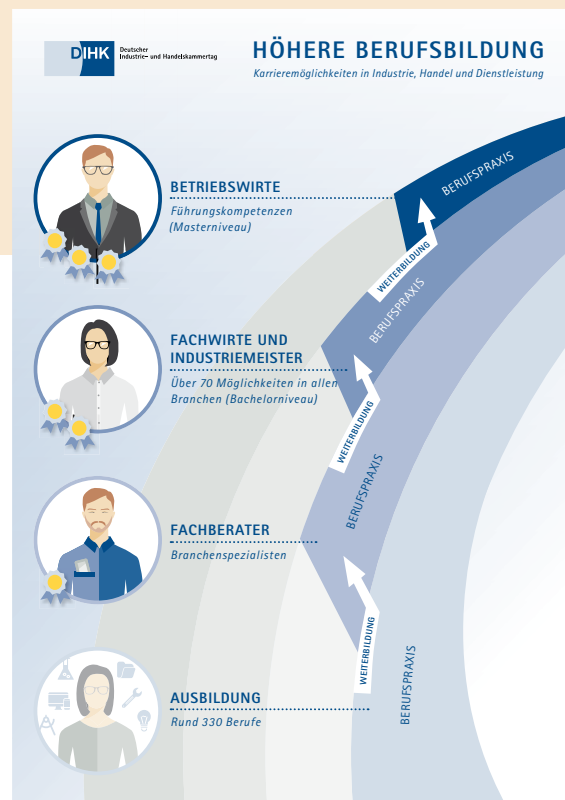 DIHK
Deutscher
Industrie- und Handelskammertag
HÖHERE BERUFSBILDUNG
Karrieremöglichkeiten in Industrie, Handel und Dienstleistung
BERUFSPRAXIS
BETRIEBSWIRTE
Führungskompetenzen
(Masterniveau)
WEITERBILDUNG
BERUFSPRAXIS
FACHWIRTE UND
INDUSTRIEMEISTER
Über 70 Möglichkeiten in allen
Branchen (Bachelorniveau)
WEITERBILDUNG
BERUFSPRAXIS
FACHBERATER
Branchenspezialisten
WEITERBILDUNG
BERUFSPRAXIS
AUSBILDUNG
Rund 330 Berufe